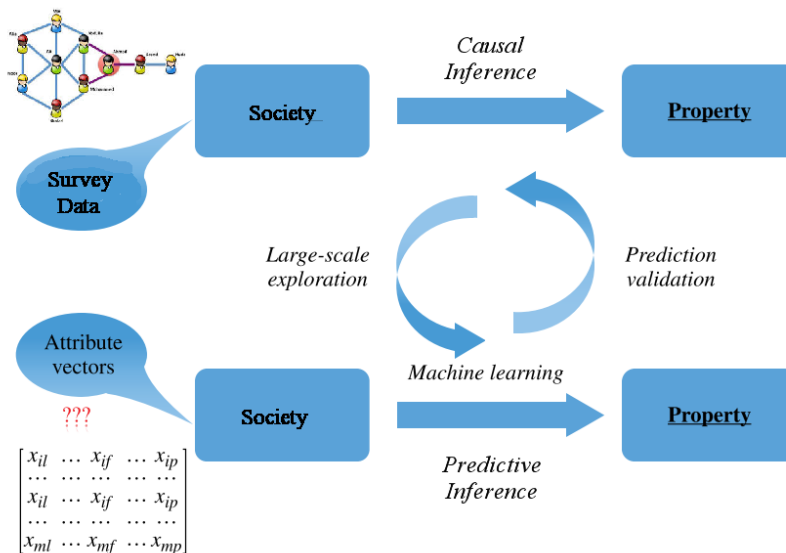 Causal
Inference
Society
Property
Survey
Data
Large-scale
exploration
Prediction
validation
Attribute
vectors
???
Machine learning
Society
Property
Predictive
Inference
x_il … x_if … x_ip
… … … … …
x_il … x_if … x_ip
… … … … …
x_ml … x_mf … x_mp